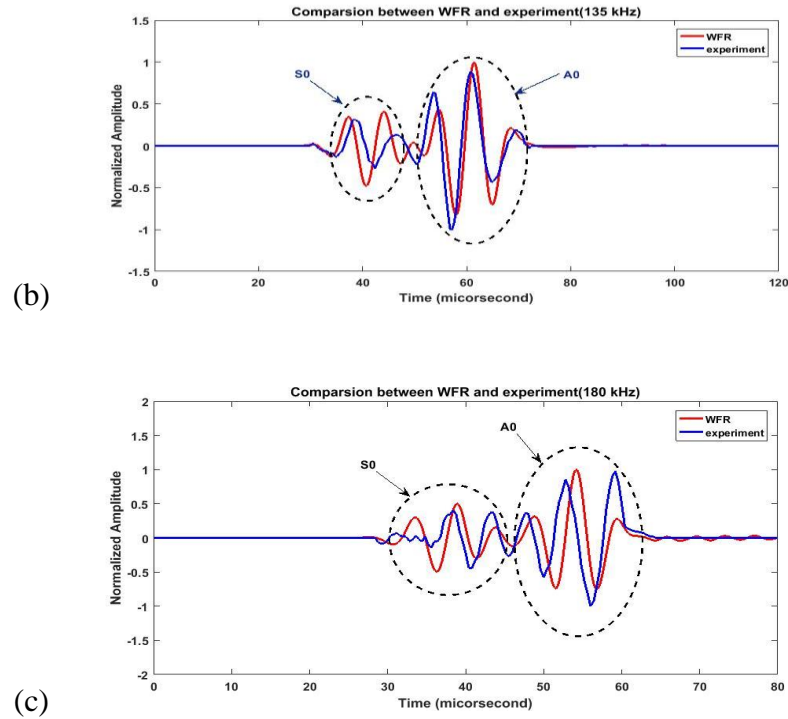 Comparsion between WFR and experiment(135 kHz)
1.5
1
0.5
0
-0.5
-1
-1.5
Normalized Amplitude
S0
A0
WFR
experiment
0 20 40 60 80 100 120
Time (micorsecond)
(b)
Comparsion between WFR and experiment(180 kHz)
2
1.5
1
0.5
0
-0.5
-1
-1.5
-2
Normalized Amplitude
S0
A0
WFR
experiment
0 10 20 30 40 50 60 70 80
Time (micorsecond)
(c)